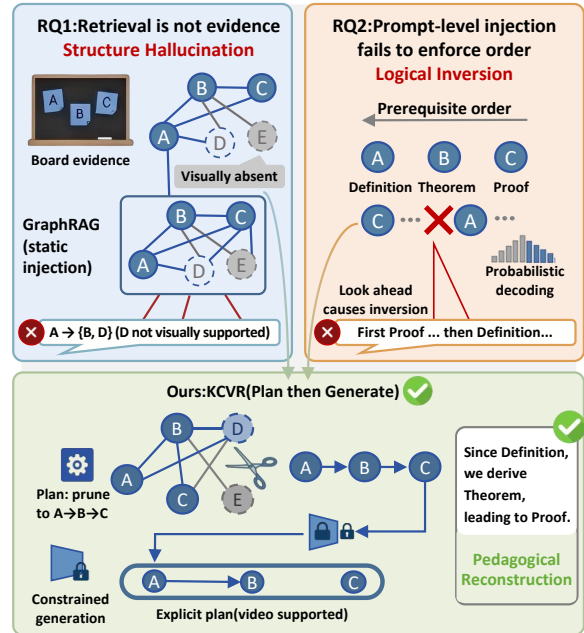 RQ1:Retrieval is not evidence
Structure Hallucination
A
B
C
Board evidence
A
B
C
D
E
Visually absent
GraphRAG
(static
injection)
A
B
C
D
E
A → {B, D} (D not visually supported)
RQ2:Prompt-level injection
fails to enforce order
Logical Inversion
Prerequisite order
A
B
C
Definition
Theorem
Proof
C
...
A
...
Look ahead
causes inversion
Probabilistic
decoding
First Proof ... then Definition...
Ours:KCVR(Plan then Generate)
Plan: prune
to A→B→C
A
B
C
D
E
A
B
C
Constrained
generation
A
B
C
Explicit plan(video supported)
Since Definition,
we derive
Theorem,
leading to Proof.
Pedagogical
Reconstruction